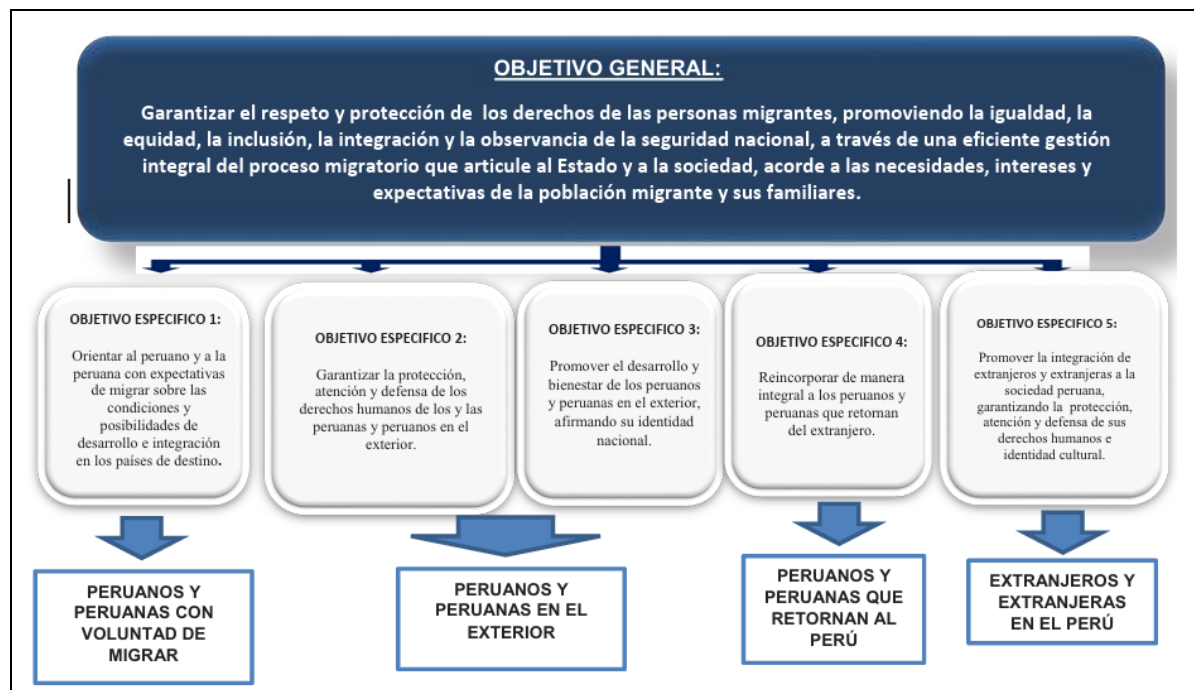 OBJETIVO GENERAL:
Garantizar el respeto y protección de los derechos de las personas migrantes, promoviendo la igualdad, la
equidad, la inclusión, la integración y la observancia de la seguridad nacional, a través de una eficiente gestión
integral del proceso migratorio que articule al Estado y a la sociedad, acorde a las necesidades, intereses y
expectativas de la población migrante y sus familiares.
OBJETIVO ESPECIFICO 1:
Orientar al peruano y a la
peruana con expectativas
de migrar sobre las
condiciones y
posibilidades de
desarrollo e integración
en los países de destino.
OBJETIVO ESPECIFICO 2:
Garantizar la protección,
atención y defensa de los
derechos humanos de los y las
peruanas y peruanos en el
exterior.
OBJETIVO ESPECIFICO 3:
Promover el desarrollo y
bienestar de los peruanos
y peruanas en el exterior,
afirmando su identidad
nacional.
OBJETIVO ESPECIFICO 4:
Reincorporar de manera
integral a los peruanos y
peruanas que retornan
del extranjero.
OBJETIVO ESPECIFICO 5:
Promover la integración de
extranjeros y extranjeras a la
sociedad peruana,
garantizando la protección,
atención y defensa de sus
derechos humanos e
identidad cultural.
PERUANOS Y
PERUANAS CON
VOLUNTAD DE
MIGRAR
PERUANOS Y
PERUANAS EN EL
EXTERIOR
PERUANOS Y
PERUANAS QUE
RETORNAN AL
PERÚ
EXTRANJEROS Y
EXTRANJERAS
EN EL PERÚ